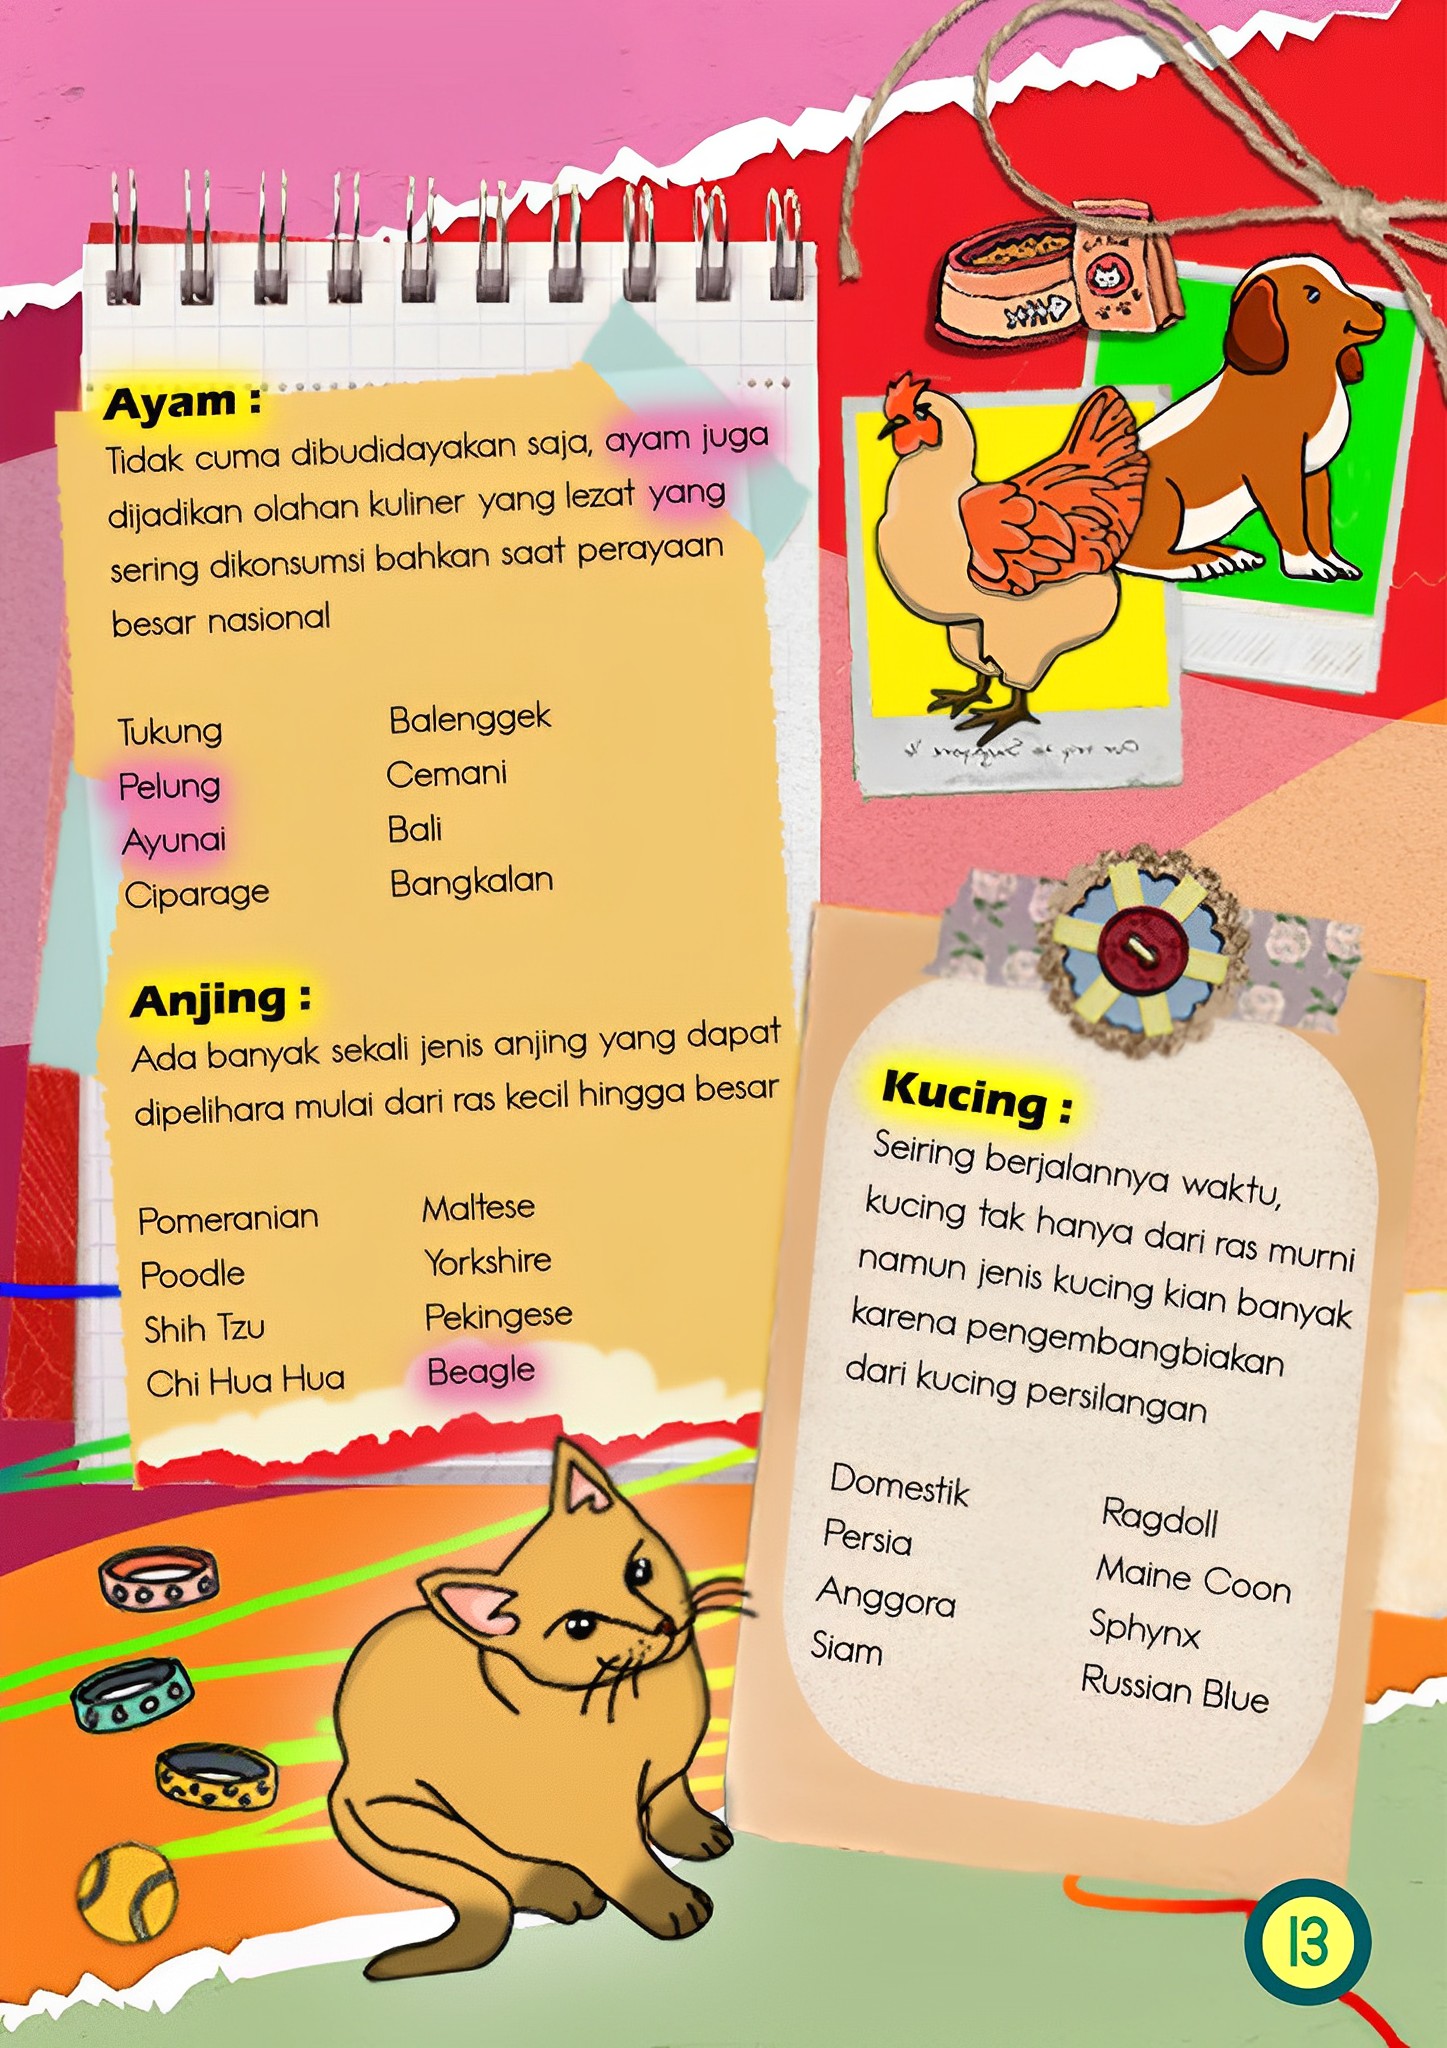 Ayam :
Tidak cuma dibudidayakan saja, ayam juga
dijadikan olahan kuliner yang lezat yang
sering dikonsumsi bahkan saat perayaan
besar nasional
Tukung
Pelung
Ayunai
Ciparage
Balenggek
Cemani
Bali
Bangkalan
Anjing :
Ada banyak sekali jenis anjing yang dapat
dipelihara mulai dari ras kecil hingga besar
Pomeranian
Poodle
Shih Tzu
Chi Hua Hua
Maltese
Yorkshire
Pekingese
Beagle
Kucing :
Seiring berjalannya waktu,
kucing tak hanya dari ras murni
namun jenis kucing kian banyak
karena pengembangbiakan
dari kucing persilangan
Domestik
Persia
Anggora
Siam
Ragdoll
Maine Coon
Sphynx
Russian Blue
13